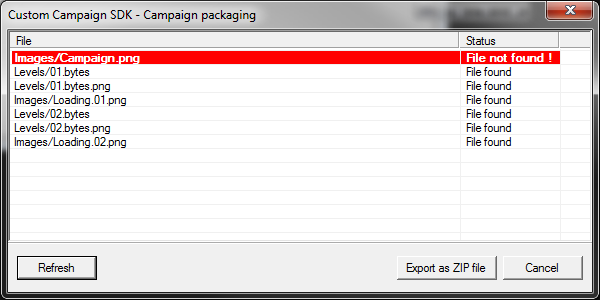 Custom Campaign SDK - Campaign packaging
File Status
Images/Campaign.png File not found !
Levels/01.bytes File found
Levels/01.bytes.png File found
Images/Loading.01.png File found
Levels/02.bytes File found
Levels/02.bytes.png File found
Images/Loading.02.png File found
Refresh Export as ZIP file Cancel